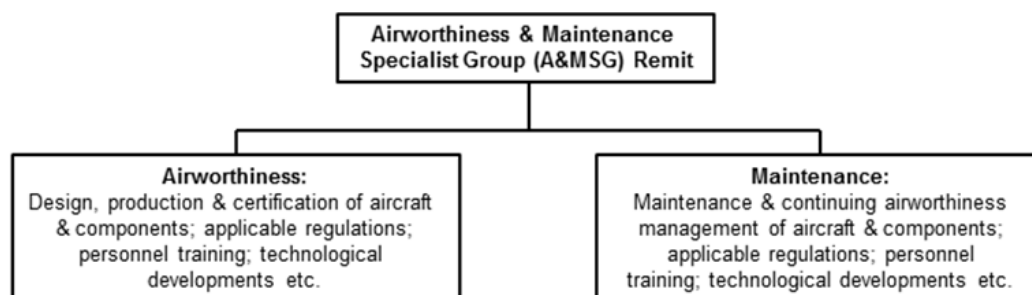 Airworthiness & Maintenance
Specialist Group (A&MSG) Remit
Airworthiness:
Design, production & certification of aircraft
& components; applicable regulations;
personnel training; technological
developments etc.
Maintenance:
Maintenance & continuing airworthiness
management of aircraft & components;
applicable regulations; personnel
training; technological developments etc.